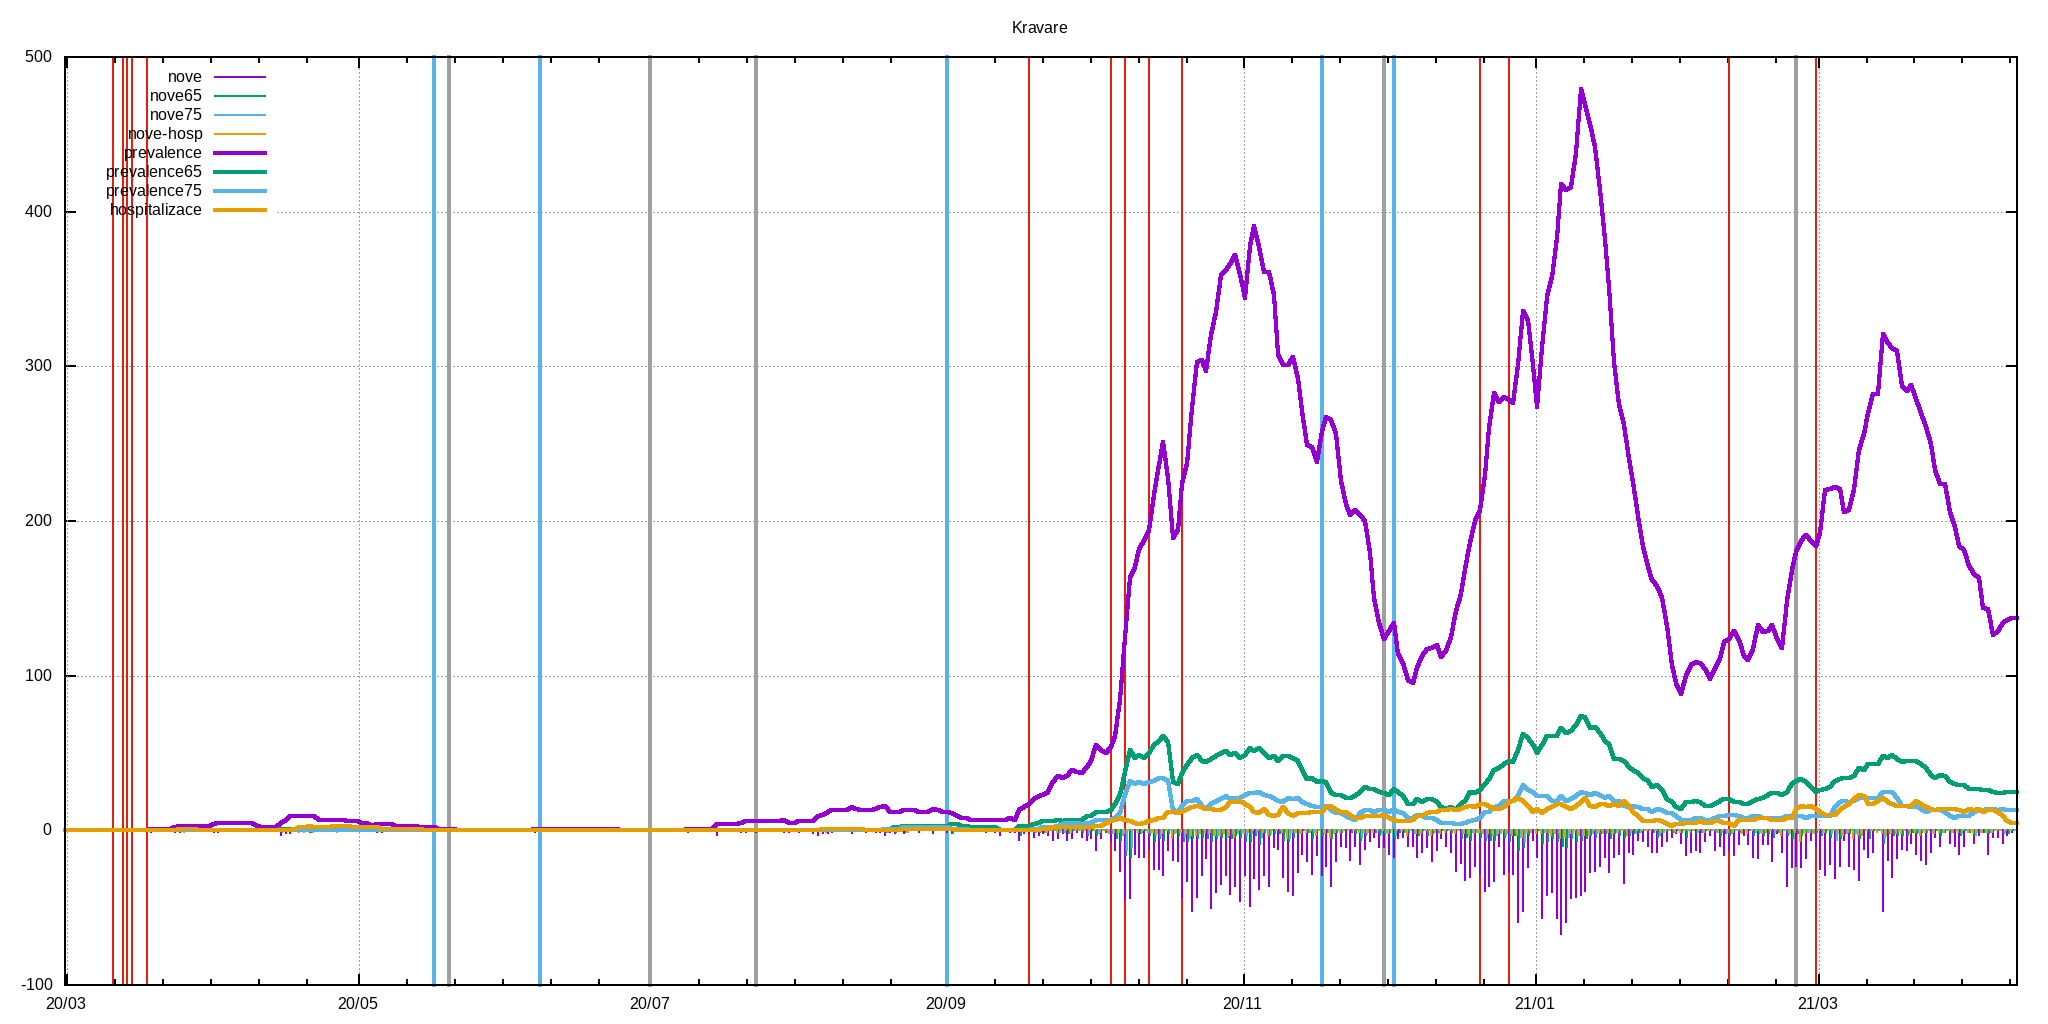 Kravare
500
400
300
200
100
0
-100
nove
nove65
nove75
nove-hosp
prevalence
prevalence65
prevalence75
hospitalizace
20/03 20/05 20/07 20/09 20/11 21/01 21/03